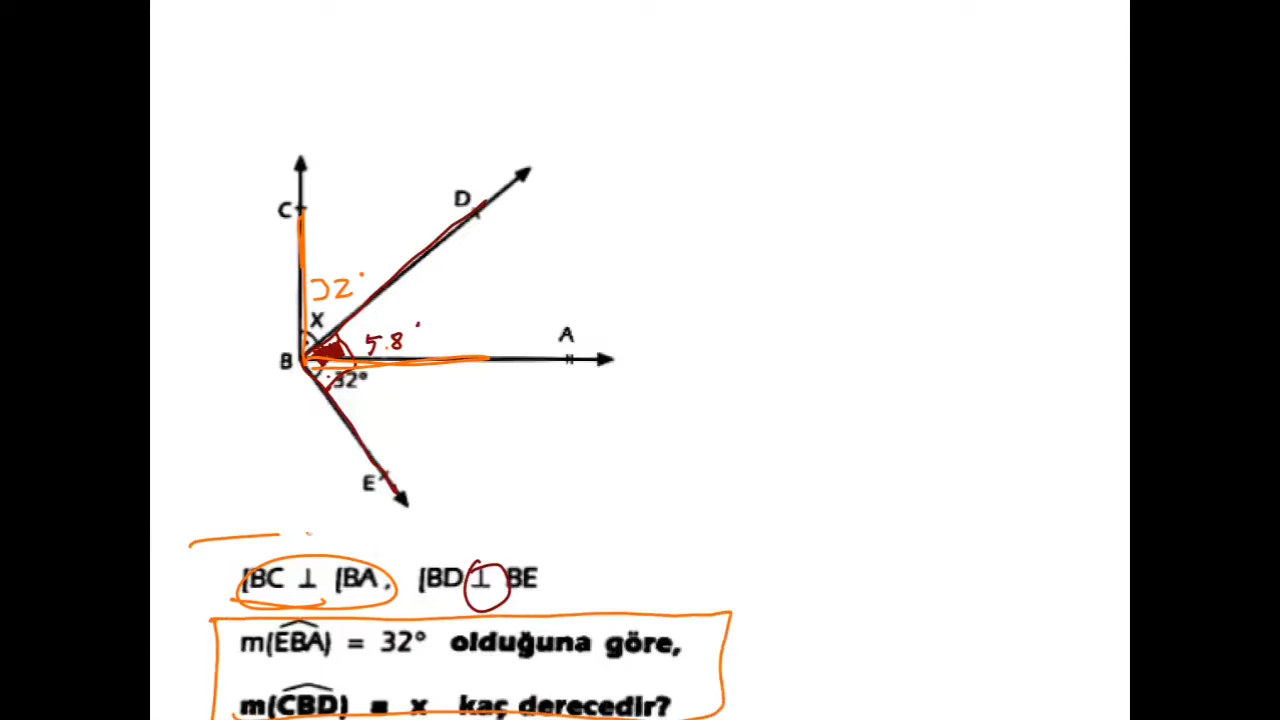 C
D
32°
X
5.8°
A
B
32°
E
[BC ⊥ [BA, [BD ⊥ BE
m(EBA) = 32° olduğuna göre,
m(CBD) = x kaç derecedir?